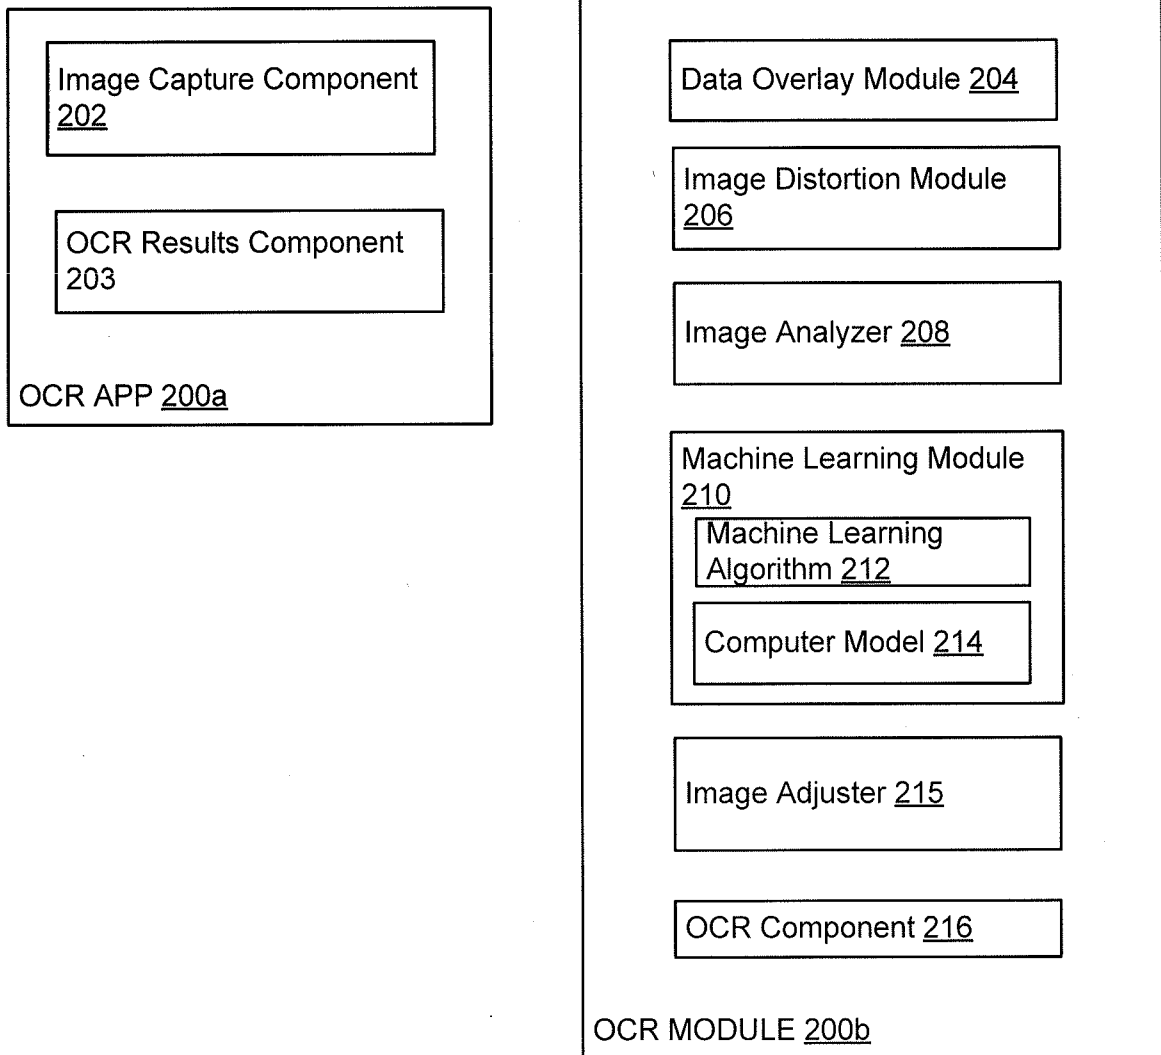 Image Capture Component
202
OCR Results Component
203
OCR APP 200a
Data Overlay Module 204
Image Distortion Module
206
Image Analyzer 208
Machine Learning Module
210
Machine Learning
Algorithm 212
Computer Model 214
Image Adjuster 215
OCR Component 216
OCR MODULE 200b